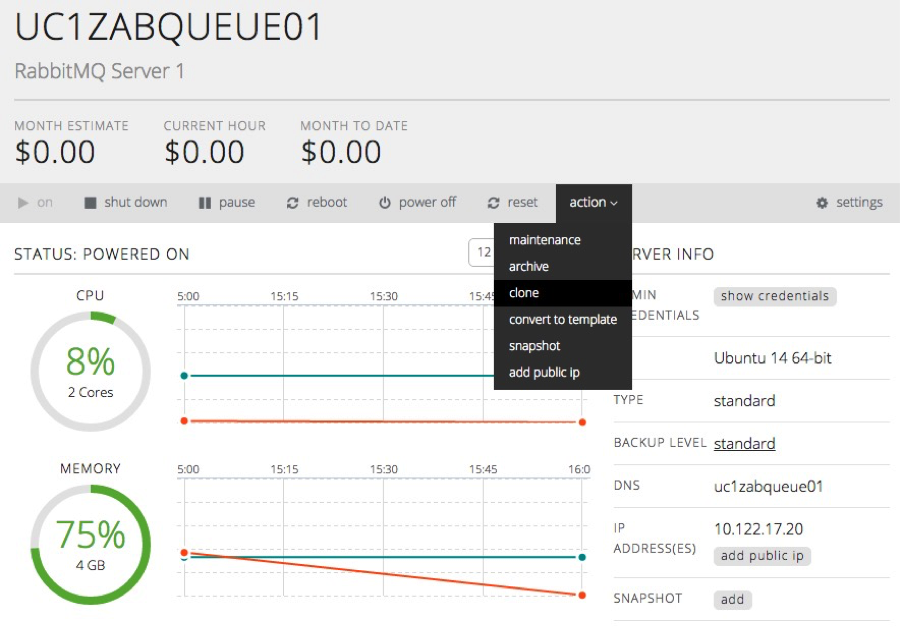 UC1ZABQUEUE01
RabbitMQ Server 1
MONTH ESTIMATE CURRENT HOUR MONTH TO DATE
$0.00 $0.00 $0.00
on shut down pause reboot power off reset action settings
STATUS: POWERED ON
12
RVER INFO
maintenance
archive
clone
convert to template
snapshot
add public ip
CPU
8%
2 Cores
5:00 15:15 15:30 15:45
MEMORY
75%
4 GB
5:00 15:15 15:30 15:45 16:0
MIN
EDENTIALS
show credentials
Ubuntu 14 64-bit
TYPE standard
BACKUP LEVEL standard
DNS uc1zabqueue01
IP
ADDRESS(ES)
10.122.17.20
add public ip
SNAPSHOT add